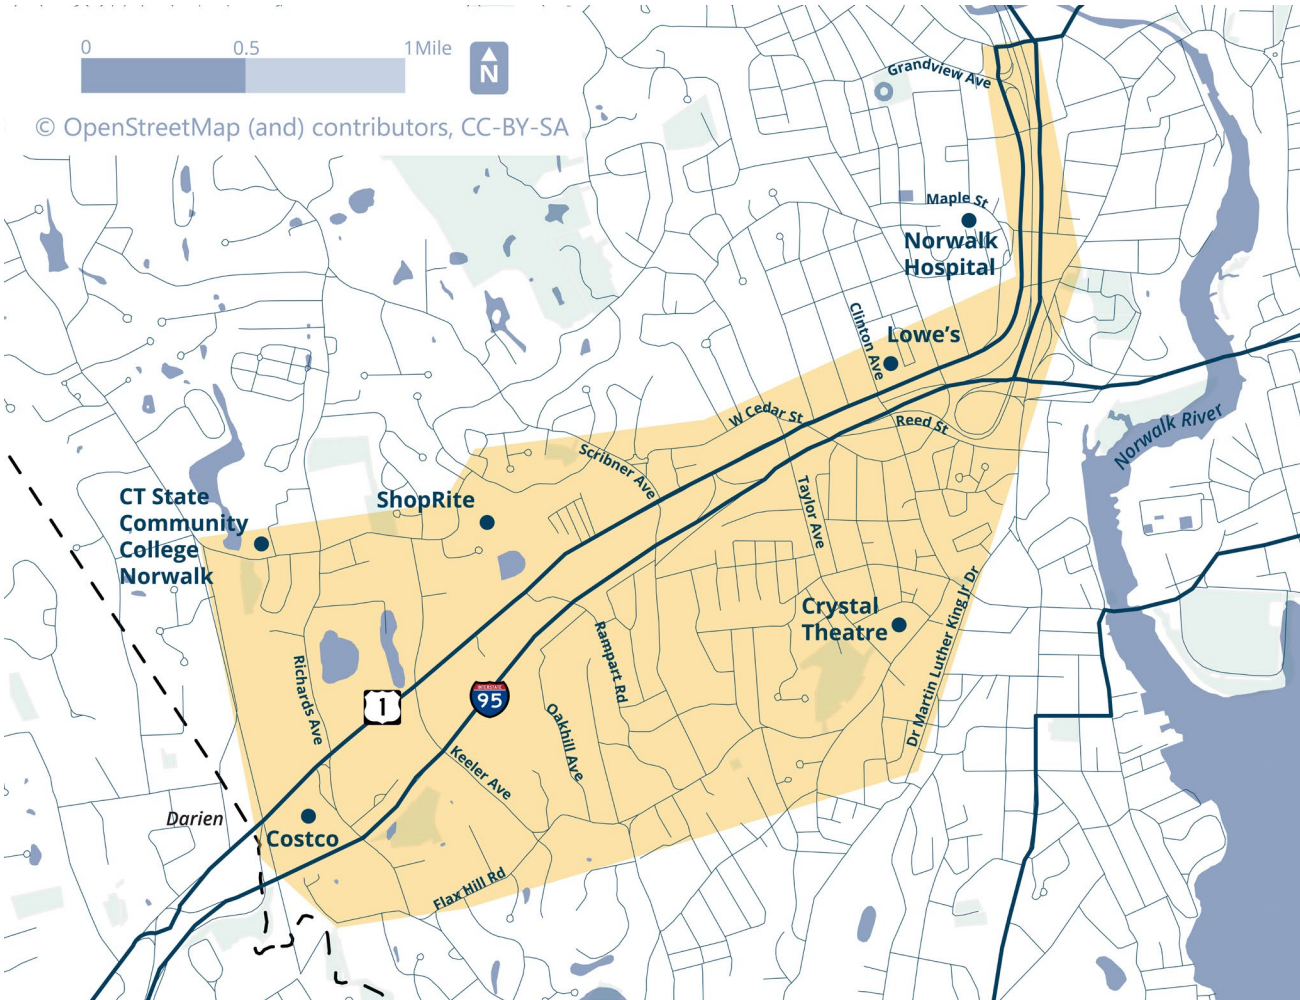 0 0.5 1Mile
N
© OpenStreetMap (and) contributors, CC-BY-SA
Grandview Ave
Maple St
Norwalk
Hospital
Clinton Ave
Lowe's
W Cedar St
Reed St
Norwalk River
Scribner Ave
ShopRite
CT State
Community
College
Norwalk
Taylor Ave
Crystal
Theatre
Dr Martin Luther King Jr Dr
Rampart Rd
Richards Ave
1
INTERSTATE
95
Oakhill Ave
Keeler Ave
Darien
Costco
Flax Hill Rd